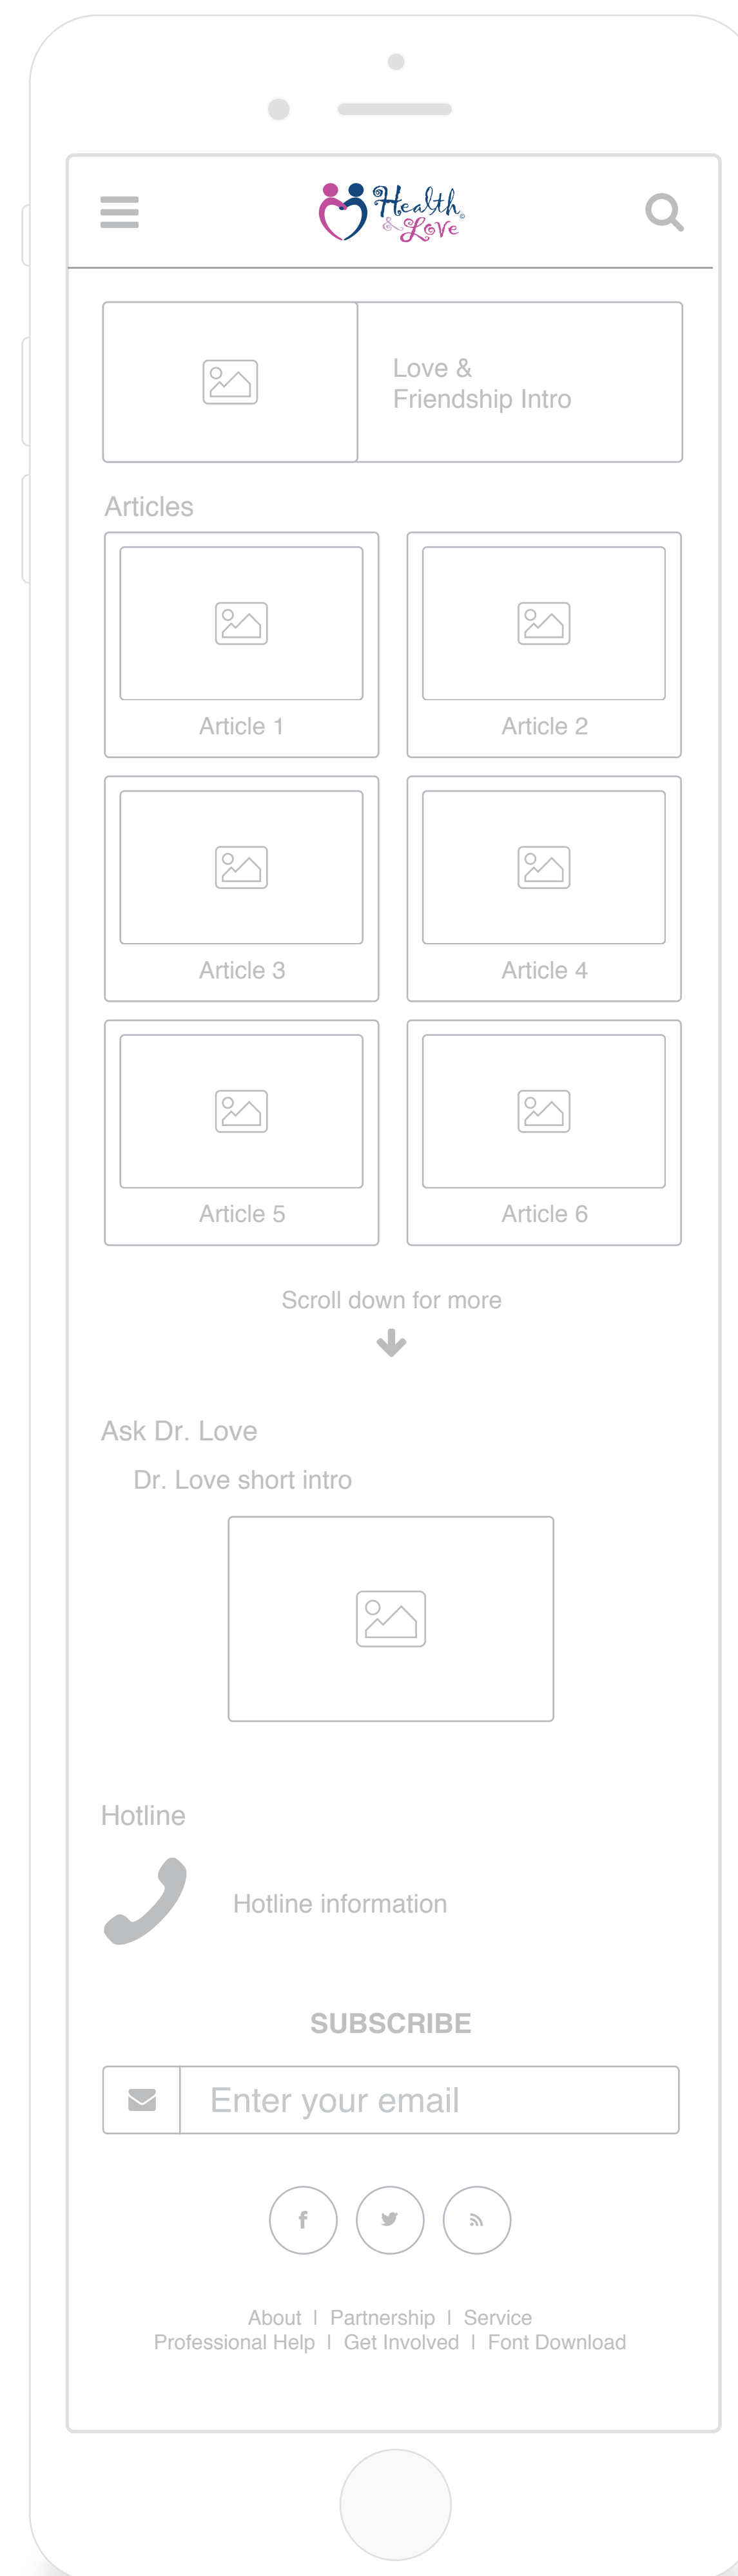 Health
& Love
Love &
Friendship Intro
Articles
Article 1
Article 2
Article 3
Article 4
Article 5
Article 6
Scroll down for more
Ask Dr. Love
Dr. Love short intro
Hotline
Hotline information
SUBSCRIBE
Enter your email
About | Partnership | Service
Professional Help | Get Involved | Font Download